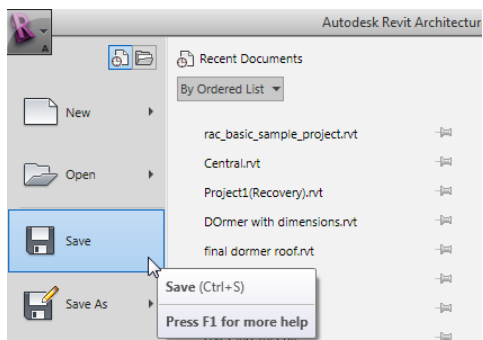 Autodesk Revit Architectur
A
Recent Documents
By Ordered List
New
rac_basic_sample_project.rvt
Central.rvt
Open
Project1(Recovery).rvt
DOrmer with dimensions.rvt
Save
final dormer roof.rvt
Save (Ctrl+S)
Save As
Press F1 for more help